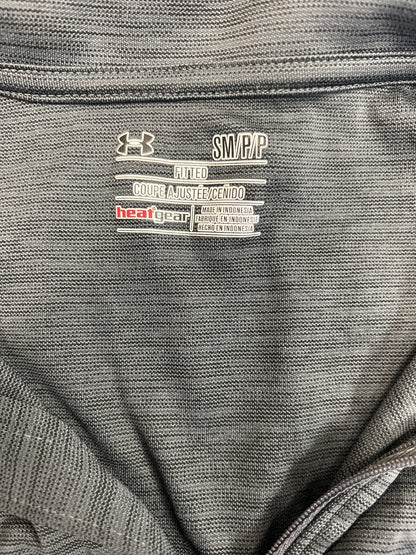 SM/P/P
FITTED
COUPE AJUSTÉE/CEÑIDO
heatgear
MADE IN INDONESIA
FABRIQUÉ EN INDONÉSIE
HECHO EN INDONESIA